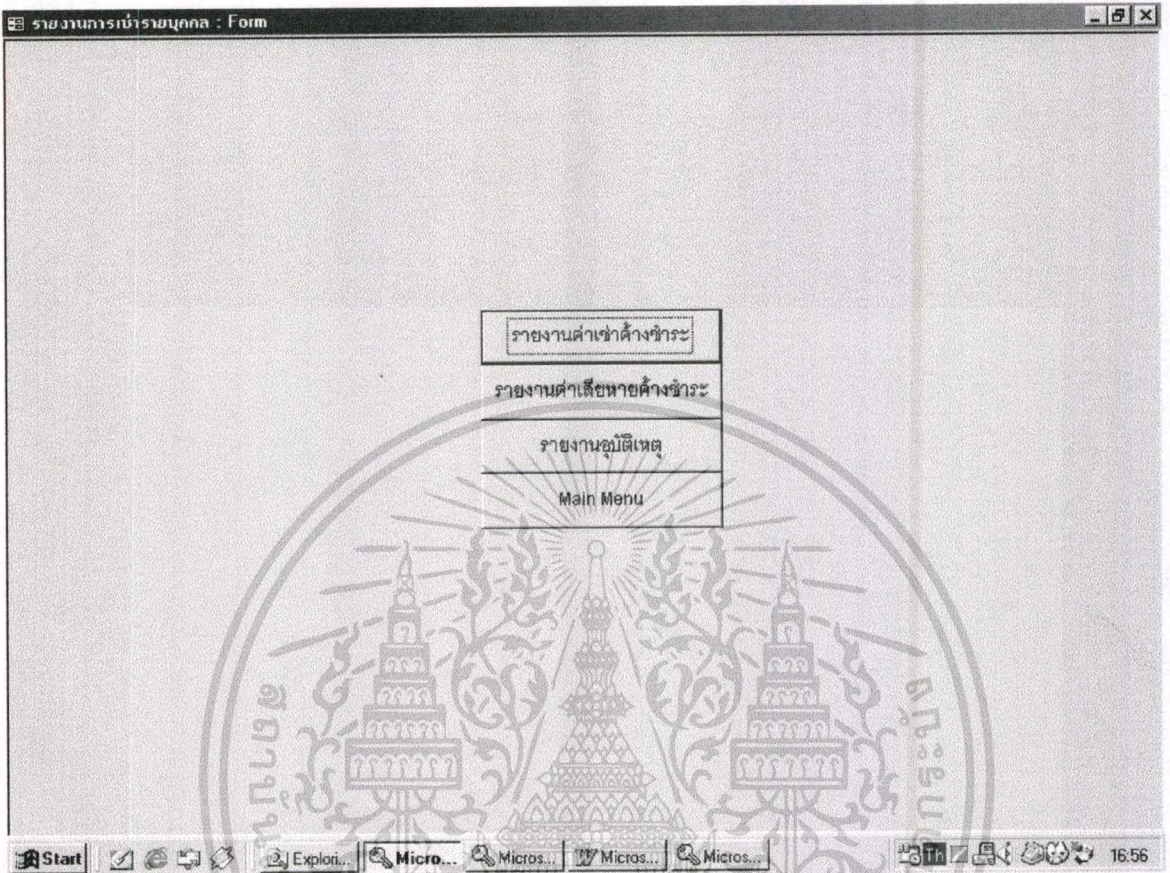 รายงานการเช่ารายบุคคล : Form
รายงานค่าเช่าค้างชำระ
รายงานค่าเสียหายค้างชำระ
รายงานอุบัติเหตุ
Main Menu
Start Explori... Micro... Micros... Micros... Micros... Th 16:56